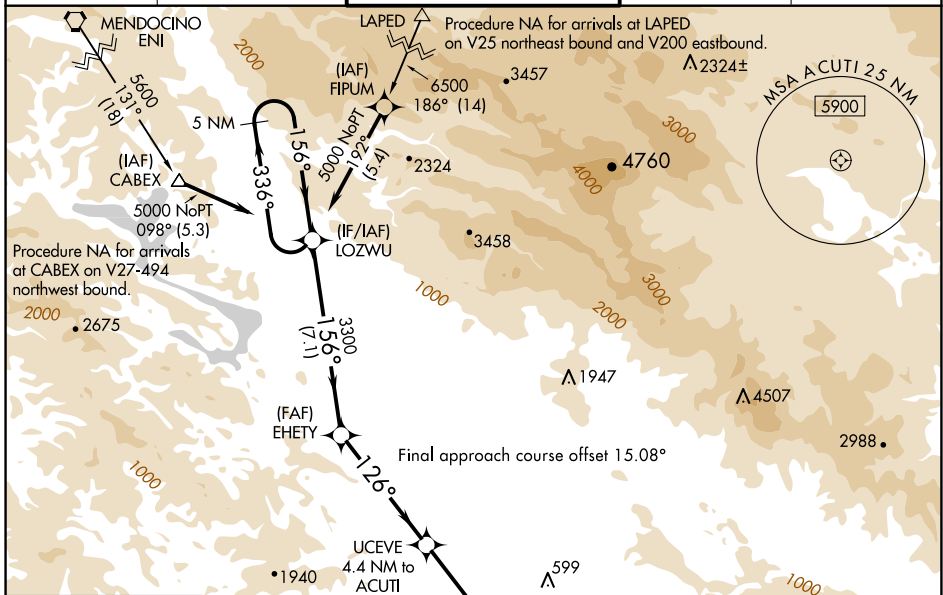 MENDOCINO
ENI
5600
131°
(18)
2000
LAPED
Procedure NA for arrivals at LAPED
on V25 northeast bound and V200 eastbound.
(IAF)
FIPUM
6500
186° (14)
3457
2324±
MSA ACUTI 25 NM
5900
5 NM
156°
336°
5000 NoPT
192°
(5.4)
2324
3000
4000
4760
(IAF)
CABEX
5000 NoPT
098° (5.3)
Procedure NA for arrivals
at CABEX on V27-494
northwest bound.
(IF/IAF)
LOZWU
3458
1000
3000
2000
2000
2675
3300
156°
(7.1)
1947
4507
(FAF)
EHETY
2988
Final approach course offset 15.08°
1000
126°
UCEVE
4.4 NM to
ACUTI
1940
599
1000